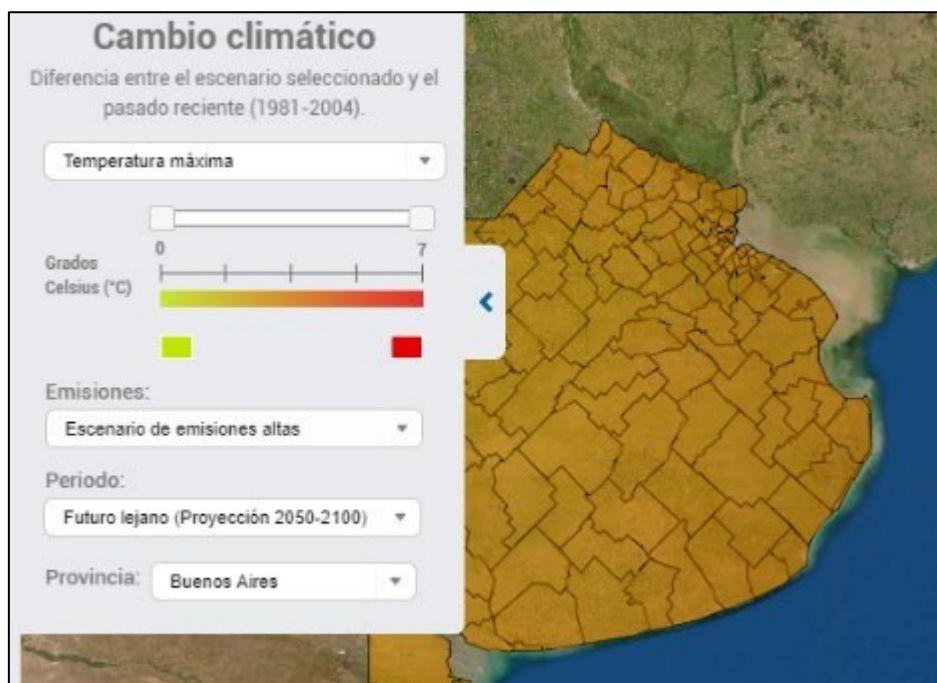 Cambio climático
Diferencia entre el escenario seleccionado y el
pasado reciente (1981-2004).
Temperatura máxima
0 7
Grados
Celsius (°C)
Emisiones:
Escenario de emisiones altas
Periodo:
Futuro lejano (Proyección 2050-2100)
Provincia: Buenos Aires